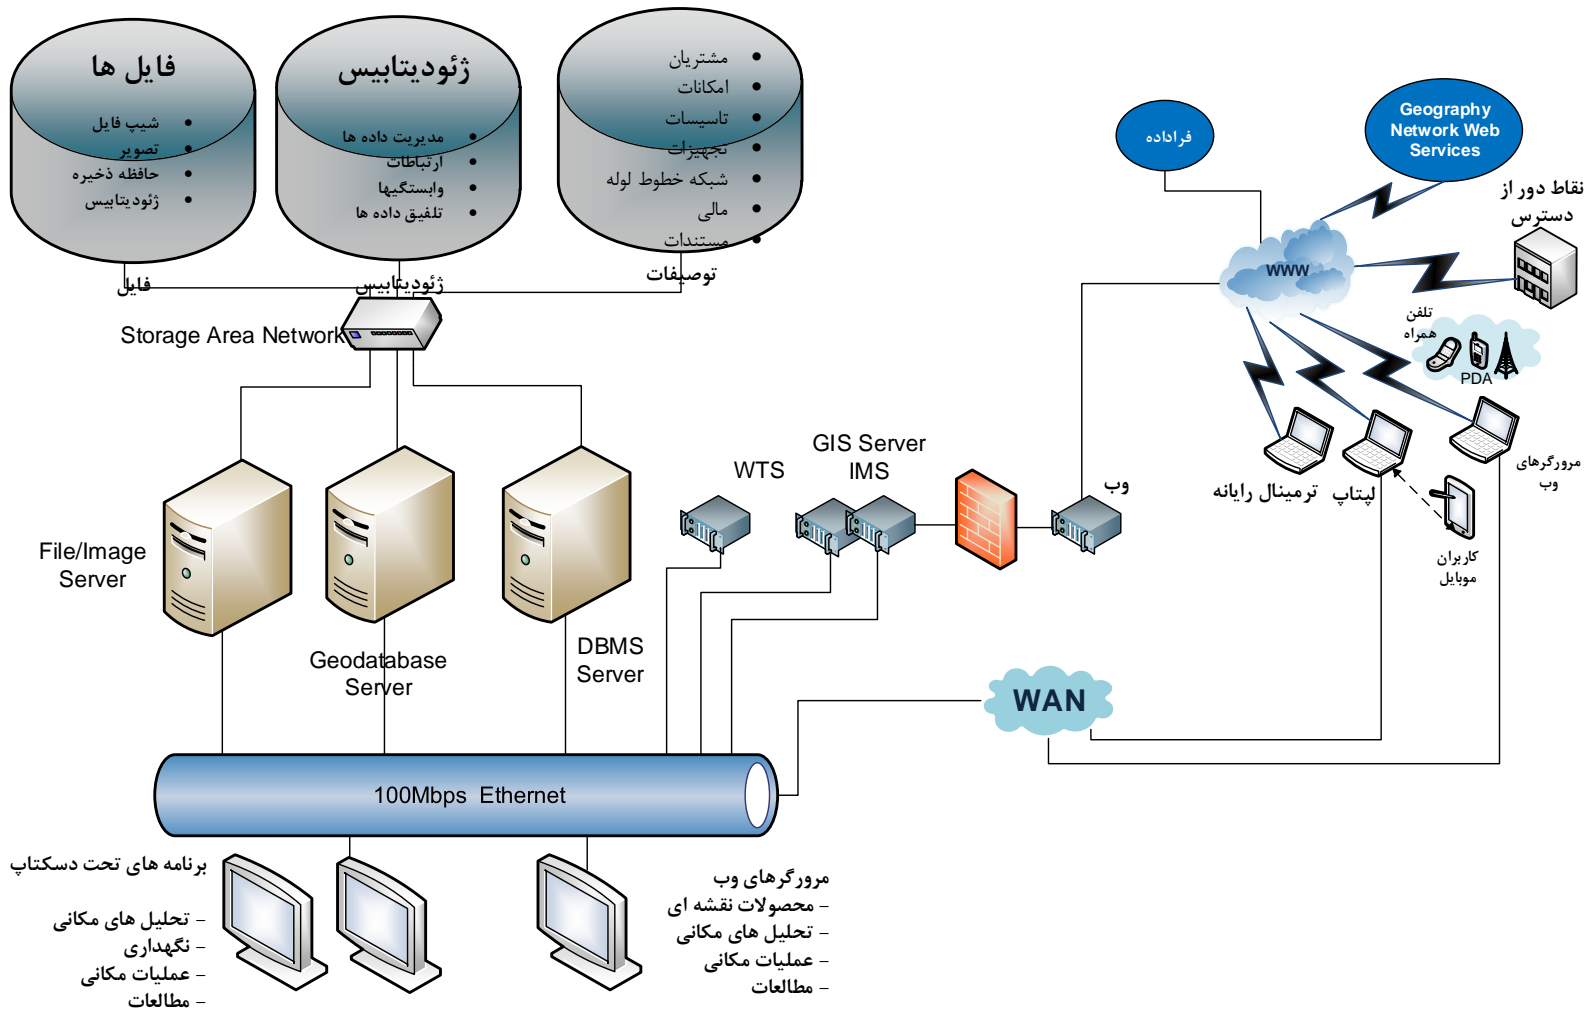 فایل ها
• شیپ فایل
• تصویر
• حافظه ذخیره
• ژئودیتابیس
ژئودیتابیس
• مدیریت داده ها
• ارتباطات
• وابستگیها
• تلفیق داده ها
• مشتریان
• امکانات
• تاسیسات
• تجهیزات
• شبکه خطوط لوله
• مالی
• مستندات
فایل
ژئودیتابیس
توصیفات
Storage Area Network
فراداده
Geography
Network Web
Services
نقاط دور از
دسترس
WWW
تلفن
همراه
PDA
File/Image
Server
Geodatabase
Server
DBMS
Server
WTS
GIS Server
IMS
وب
ترمینال رایانه
لپتاپ
مرورگرهای
وب
کاربران
موبایل
WAN
100Mbps Ethernet
برنامه های تحت دسکتاپ
– تحلیل های مکانی
– نگهداری
– عملیات مکانی
– مطالعات
مرورگرهای وب
– محصولات نقشه ای
– تحلیل های مکانی
– عملیات مکانی
– مطالعات